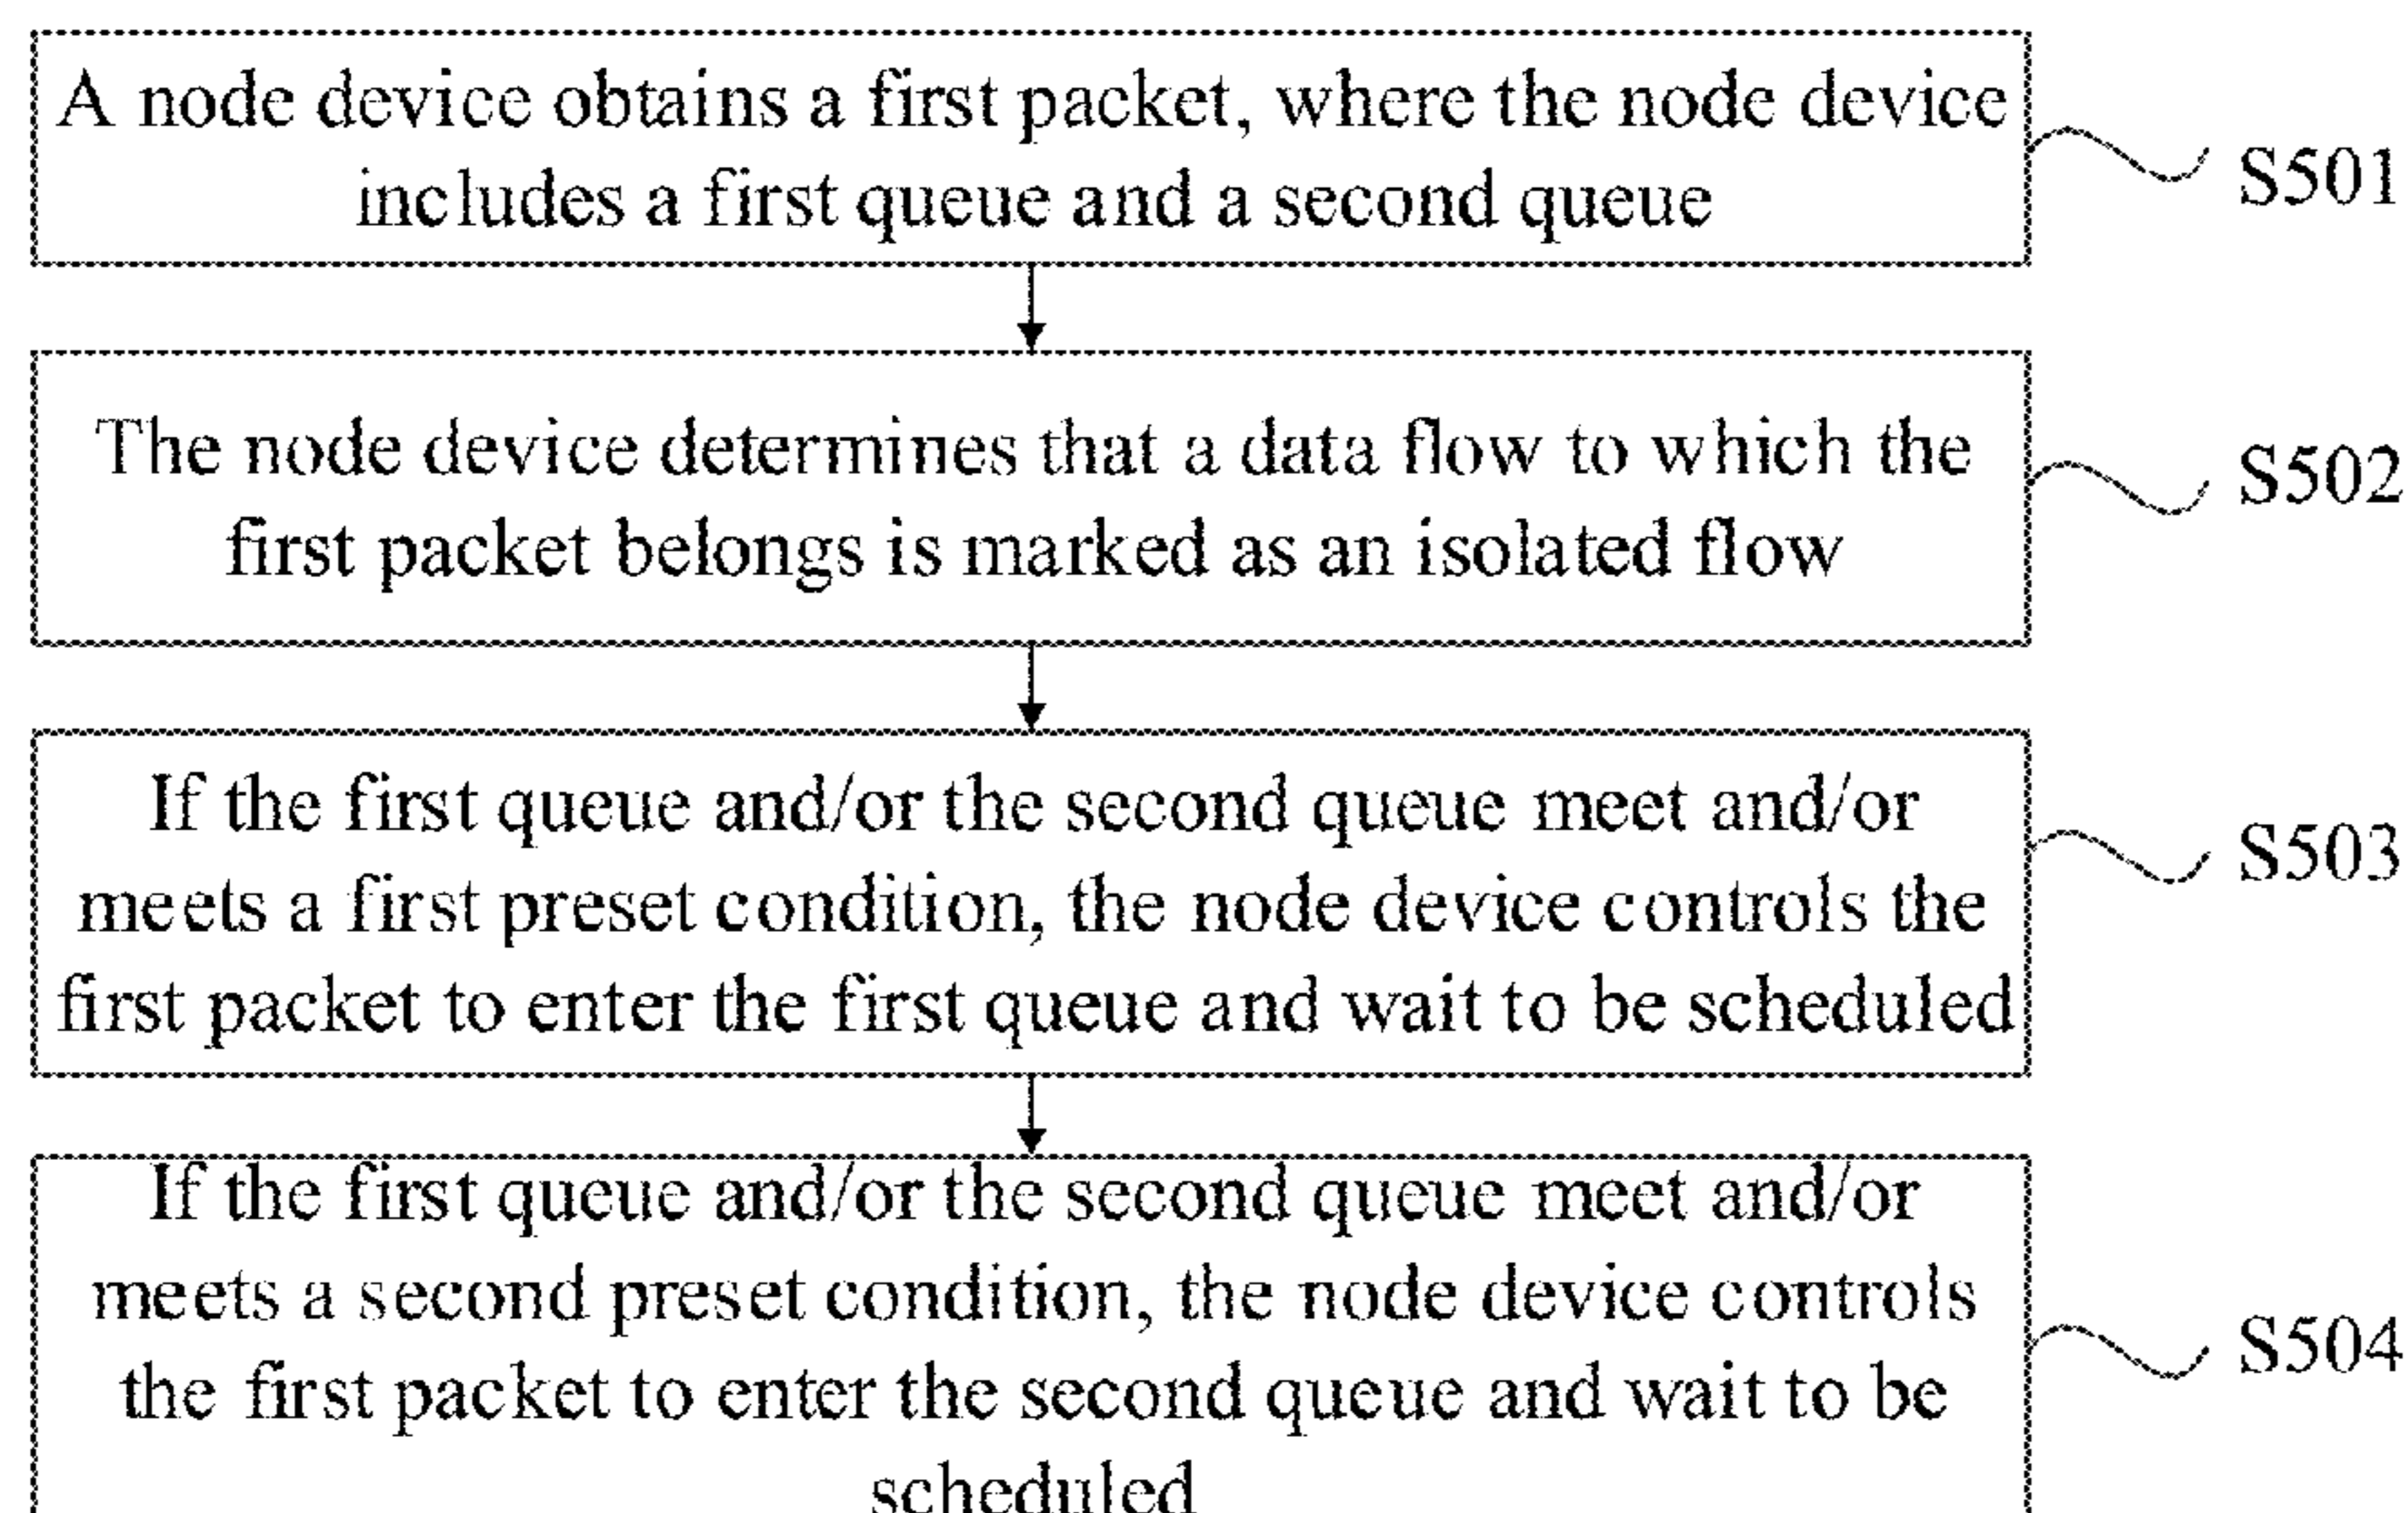 A node device obtains a first packet, where the node device
includes a first queue and a second queue
S501
The node device determines that a data flow to which the
first packet belongs is marked as an isolated flow
S502
If the first queue and/or the second queue meet and/or
meets a first preset condition, the node device controls the
first packet to enter the first queue and wait to be scheduled
S503
If the first queue and/or the second queue meet and/or
meets a second preset condition, the node device controls
the first packet to enter the second queue and wait to be
scheduled
S504